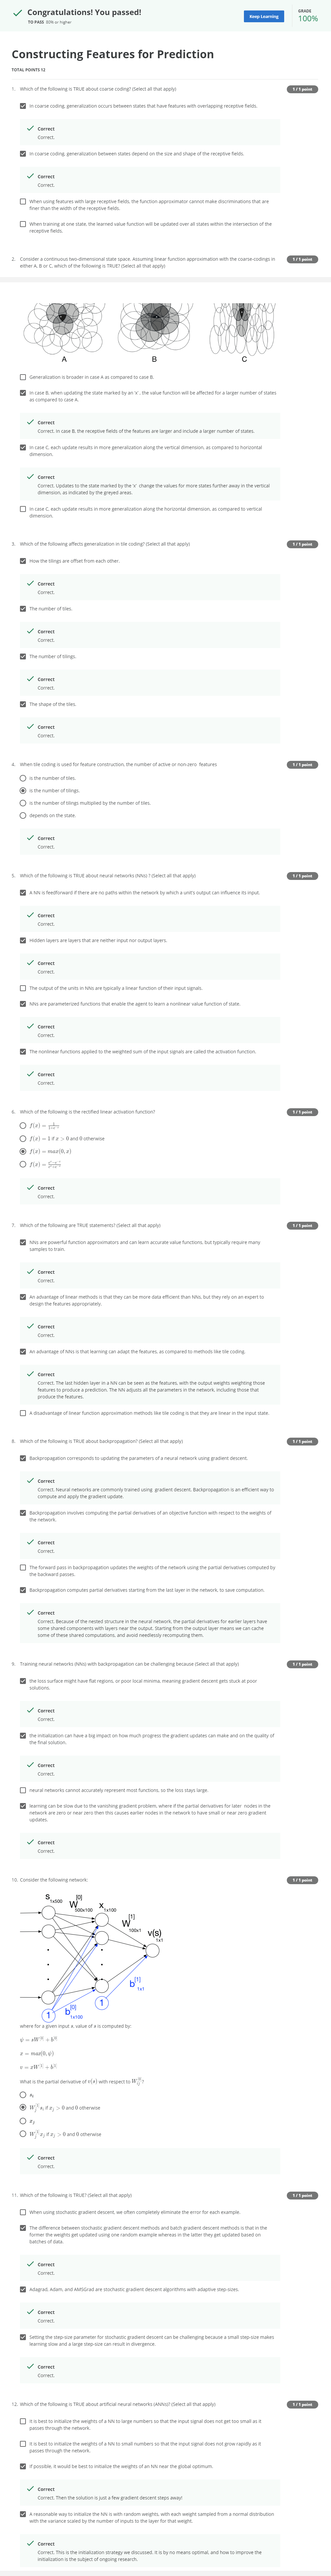 Congratulations! You passed!
TO PASS 80% or higher
Keep Learning
GRADE
100%
Constructing Features for Prediction
TOTAL POINTS 12
1. Which of the following is TRUE about coarse coding? (Select all that apply)
1 / 1 point
In coarse coding, generalization occurs between states that have features with overlapping receptive fields.
Correct
Correct.
In coarse coding, generalization between states depend on the size and shape of the receptive fields.
Correct
Correct.
When using features with large receptive fields, the function approximator cannot make discriminations that are
finer than the width of the receptive fields.
When training at one state, the learned value function will be updated over all states within the intersection of the
receptive fields.
2. Consider a continuous two-dimensional state space. Assuming linear function approximation with the coarse-codings in
either A, B or C, which of the following is TRUE? (Select all that apply)
1 / 1 point
A
B
C
Generalization is broader in case A as compared to case B.
In case B, when updating the state marked by an 'x', the value function will be affected for a larger number of states
as compared to case A.
Correct
Correct. In case B, the receptive fields of the features are larger and include a larger number of states.
In case C, each update results in more generalization along the vertical dimension, as compared to horizontal
dimension.
Correct
Correct. Updates to the state marked by the 'x' change the values for more states further away in the vertical
dimension, as indicated by the greyed areas.
In case C, each update results in more generalization along the horizontal dimension, as compared to vertical
dimension.
3. Which of the following affects generalization in tile coding? (Select all that apply)
1 / 1 point
How the tilings are offset from each other.
Correct
Correct.
The number of tiles.
Correct
Correct.
The number of tilings.
Correct
Correct.
The shape of the tiles.
Correct
Correct.
4. When tile coding is used for feature construction, the number of active or non-zero features
1 / 1 point
is the number of tiles.
is the number of tilings.
is the number of tilings multiplied by the number of tiles.
depends on the state.
Correct
Correct.
5. Which of the following is TRUE about neural networks (NNs) ? (Select all that apply)
1 / 1 point
A NN is feedforward if there are no paths within the network by which a unit's output can influence its input.
Correct
Correct.
Hidden layers are layers that are neither input nor output layers.
Correct
Correct.
The output of the units in NNs are typically a linear function of their input signals.
NNs are parameterized functions that enable the agent to learn a nonlinear value function of state.
Correct
Correct.
The nonlinear functions applied to the weighted sum of the input signals are called the activation function.
Correct
Correct.
6. Which of the following is the rectified linear activation function?
1 / 1 point
f(x) =
f(x) = 1 if x > 0 and 0 otherwise
f(x) = max(0, x)
f(x) =
Correct
Correct.
7. Which of the following are TRUE statements? (Select all that apply)
1 / 1 point
NNs are powerful function approximators and can learn accurate value functions, but typically require many
samples to train.
Correct
Correct.
An advantage of linear methods is that they can be more data efficient than NNs, but they rely on an expert to
design the features appropriately.
Correct
Correct.
An advantage of NNs is that learning can adapt the features, as compared to methods like tile coding.
Correct
Correct. The last hidden layer in a NN can be seen as the features, with the output weights weighting those
features to produce a prediction. The NN adjusts all the parameters in the network, including those that
produce the features.
A disadvantage of linear function approximation methods like tile coding is that they are linear in the input state.
8. Which of the following is TRUE about backpropagation? (Select all that apply)
1 / 1 point
Backpropagation corresponds to updating the parameters of a neural network using gradient descent.
Correct
Correct. Neural networks are commonly trained using gradient descent. Backpropagation is an efficient way to
compute and apply the gradient update.
Backpropagation involves computing the partial derivatives of an objective function with respect to the weights of
the network.
Correct
Correct.
The forward pass in backpropagation updates the weights of the network using the partial derivatives computed by
the backward passes.
Backpropagation computes partial derivatives starting from the last layer in the network, to save computation.
Correct
Correct. Because of the nested structure in the neural network, the partial derivatives for earlier layers have
some shared components with layers near the output. Starting from the output layer means we can cache
some of these shared computations, and avoid needlessly recomputing them.
9. Training neural networks (NNs) with backpropagation can be challenging because (Select all that apply)
1 / 1 point
the loss surface might have flat regions, or poor local minima, meaning gradient descent gets stuck at poor
solutions.
Correct
Correct.
the initialization can have a big impact on how much progress the gradient updates can make and on the quality of
the final solution.
Correct
Correct.
neural networks cannot accurately represent most functions, so the loss stays large.
learning can be slow due to the vanishing gradient problem, where if the partial derivatives for later nodes in the
network are zero or near zero then this causes earlier nodes in the network to have small or near zero gradient
updates.
Correct
Correct.
10. Consider the following network:
1 / 1 point
s 1x500
W[0] 500x100
x 1x100
W[1] 100x1
v(s) 1x1
b[1] 1x1
1
b[0] 1x100
1
where for a given input s, value of s is computed by:
ψ = sW[0] + b[0]
x = max(0, ψ)
v = xW[1] + b[1]
What is the partial derivative of v(s) with respect to W[0]ij?
Correct
Correct.
11. Which of the following is TRUE? (Select all that apply)
1 / 1 point
When using stochastic gradient descent, we often completely eliminate the error for each example.
The difference between stochastic gradient descent methods and batch gradient descent methods is that in the
former the weights get updated using one random example whereas in the latter they get updated based on
batches of data.
Correct
Correct.
Adagrad, Adam, and AMSGrad are stochastic gradient descent algorithms with adaptive step-sizes.
Correct
Correct.
Setting the step-size parameter for stochastic gradient descent can be challenging because a small step-size makes
learning slow and a large step-size can result in divergence.
Correct
Correct.
12. Which of the following is TRUE about artificial neural networks (ANNs)? (Select all that apply)
1 / 1 point
It is best to initialize the weights of a NN to large numbers so that the input signal does not get too small as it
passes through the network.
It is best to initialize the weights of a NN to small numbers so that the input signal does not grow rapidly as it
passes through the network.
If possible, it would be best to initialize the weights of an NN near the global optimum.
Correct
Correct. Then the solution is just a few gradient descent steps away!
A reasonable way to initialize the NN is with random weights, with each weight sampled from a normal distribution
with the variance scaled by the number of inputs to the layer for that weight.
Correct
Correct. This is the initialization strategy we discussed. It is by no means optimal, and how to improve the
initialization is the subject of ongoing research.